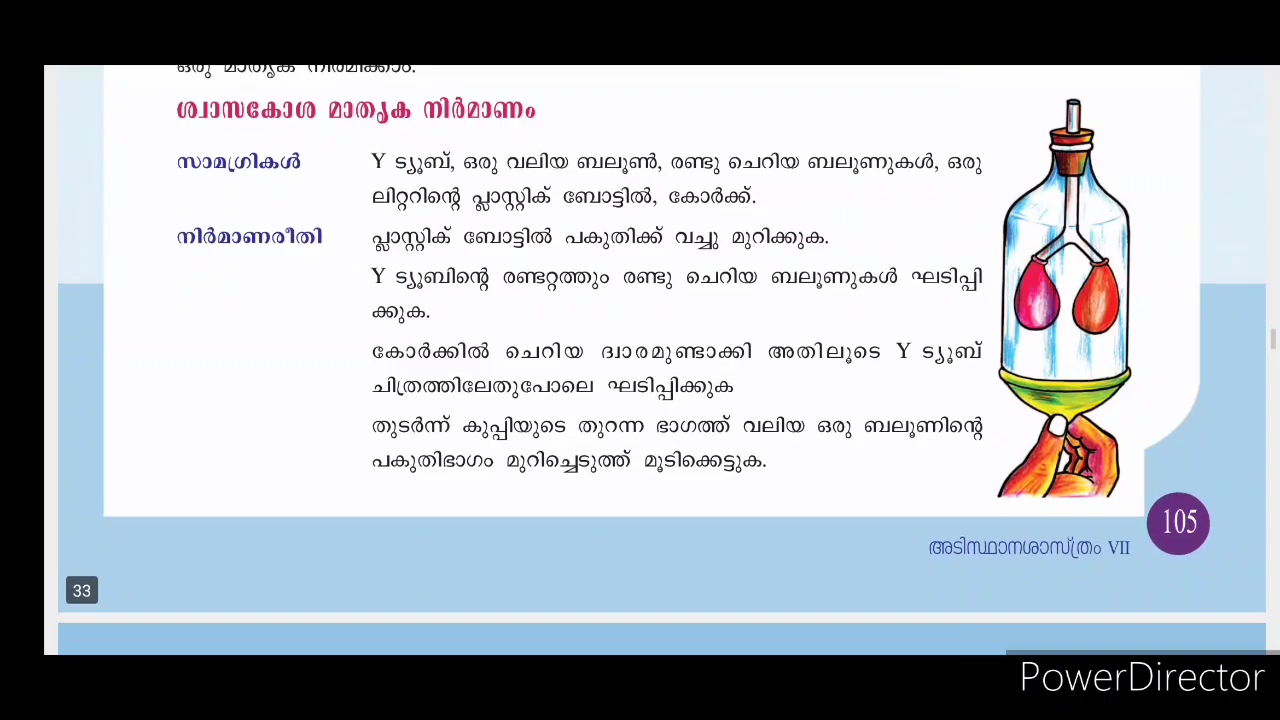 ഒരു മാതൃക നിർമിക്കാം.
ശ്വാസകോശ മാതൃക നിർമാണം
സാമഗ്രികൾ Y ട്യൂബ്, ഒരു വലിയ ബലൂൺ, രണ്ടു ചെറിയ ബലൂണുകൾ, ഒരു
ലിറ്ററിന്റെ പ്ലാസ്റ്റിക് ബോട്ടിൽ, കോർക്ക്.
നിർമാണരീതി പ്ലാസ്റ്റിക് ബോട്ടിൽ പകുതിക്ക് വച്ചു മുറിക്കുക.
Y ട്യൂബിന്റെ രണ്ടറ്റത്തും രണ്ടു ചെറിയ ബലൂണുകൾ ഘടിപ്പി
ക്കുക.
കോർക്കിൽ ചെറിയ ദ്വാരമുണ്ടാക്കി അതിലൂടെ Y ട്യൂബ്
ചിത്രത്തിലേതുപോലെ ഘടിപ്പിക്കുക
തുടർന്ന് കുപ്പിയുടെ തുറന്ന ഭാഗത്ത് വലിയ ഒരു ബലൂണിന്റെ
പകുതിഭാഗം മുറിച്ചെടുത്ത് മൂടിക്കെട്ടുക.
105
അടിസ്ഥാനശാസ്ത്രം VII
33
PowerDirector